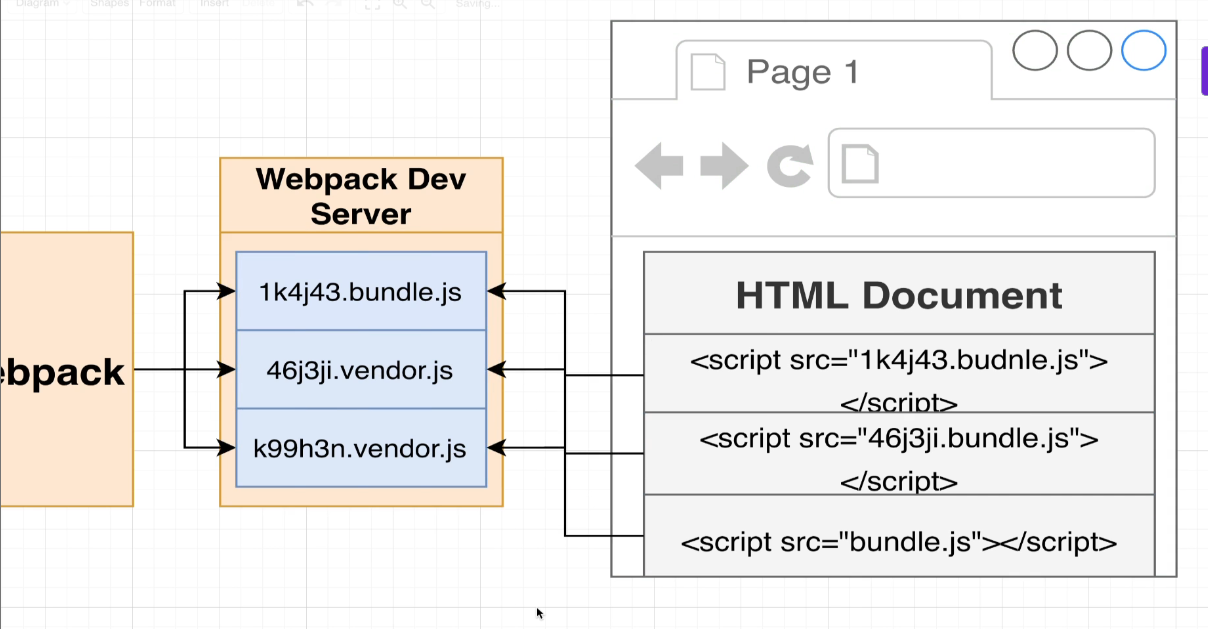 Diagram Shapes Format Insert Saving...
Page 1
Webpack Dev
Server
1k4j43.bundle.js
46j3ji.vendor.js
k99h3n.vendor.js
ebpack
HTML Document
<script src="1k4j43.budnle.js">
</script>
<script src="46j3ji.bundle.js">
</script>
<script src="bundle.js"></script>